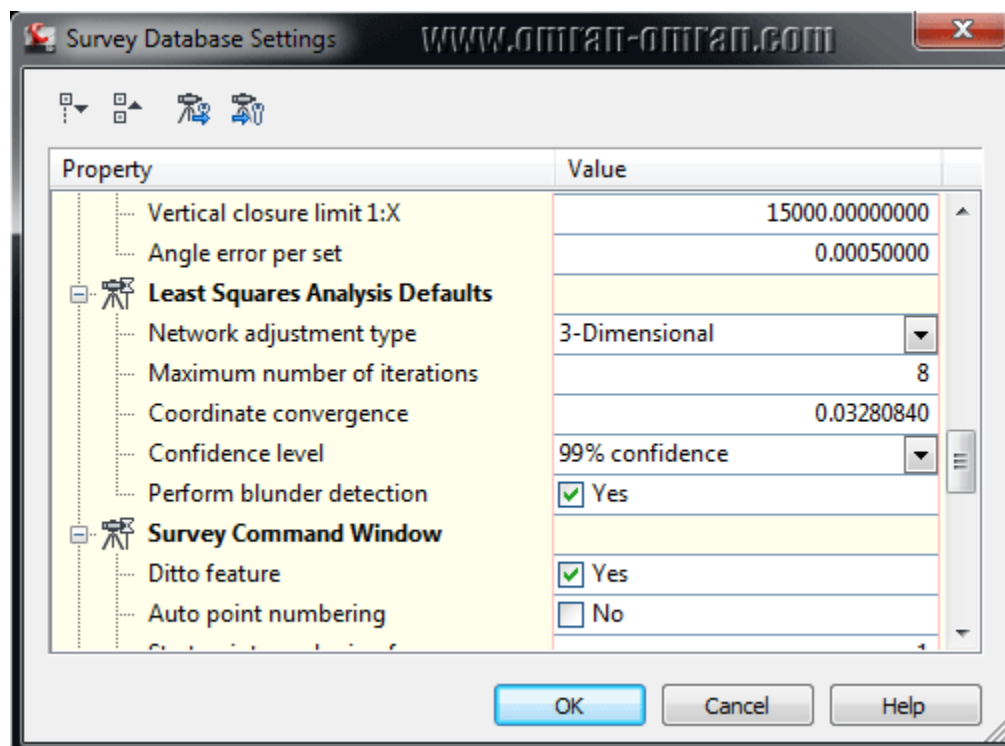 Survey Database Settings
www.omran-omran.com
Property Value
Vertical closure limit 1:X 15000.00000000
Angle error per set 0.00050000
Least Squares Analysis Defaults
Network adjustment type 3-Dimensional
Maximum number of iterations 8
Coordinate convergence 0.03280840
Confidence level 99% confidence
Perform blunder detection Yes
Survey Command Window
Ditto feature Yes
Auto point numbering No
OK Cancel Help